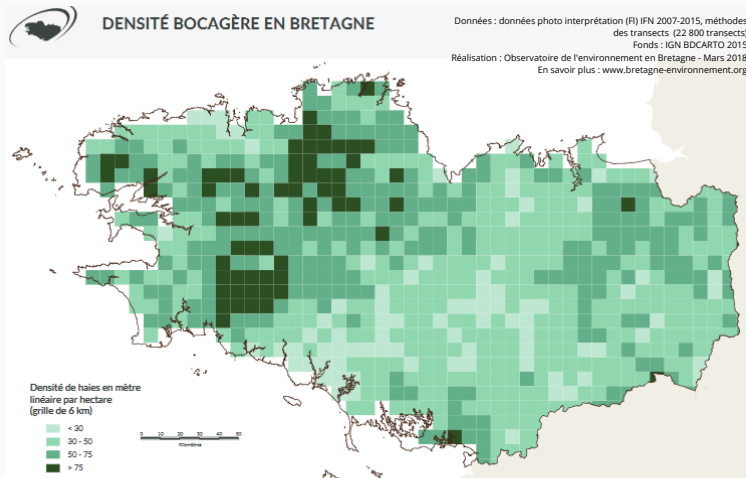 DENSITÉ BOCAGÈRE EN BRETAGNE
Données : données photo interprétation (FI) IFN 2007-2015, méthodes
des transects (22 800 transects)
Fonds : IGN BDCARTO 2015
Réalisation : Observatoire de l'environnement en Bretagne - Mars 2018
En savoir plus : www.bretagne-environnement.org
Densité de haies en mètre
linéaire par hectare
(grille de 6 km)
< 30
30 - 50
50 - 75
> 75
0 10 20 30 40 50
Kilomètres